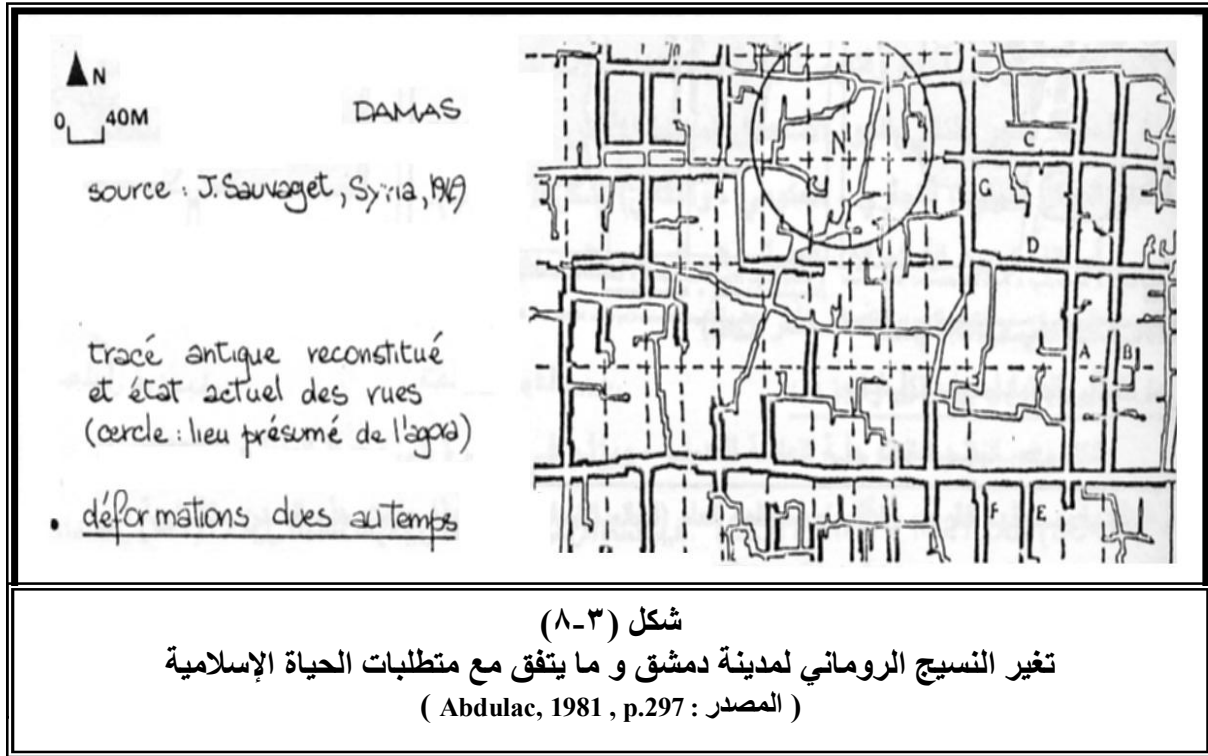 N
0 40M
DAMAS
source : J. Sauvaget, Syria, 1949
tracé antique reconstitué
et état actuel des rues
(cercle : lieu présumé de l'agora)
• déformations dues au temps
N
C
G
D
A B
F E
شكل (٣-٨)
تغير النسيج الروماني لمدينة دمشق و ما يتفق مع متطلبات الحياة الإسلامية
( المصدر : Abdulac, 1981 , p.297 )